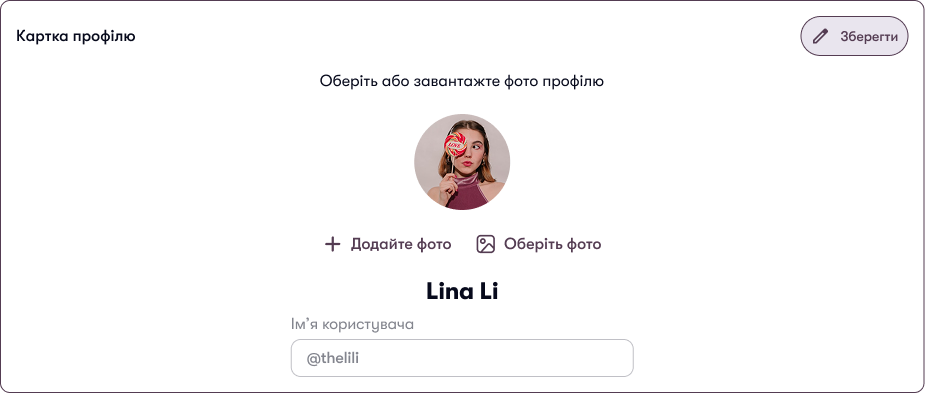 Картка профілю
Зберегти
Оберіть або завантажте фото профілю
LOVE
Додайте фото
Оберіть фото
Lina Li
Ім’я користувача
@thelili